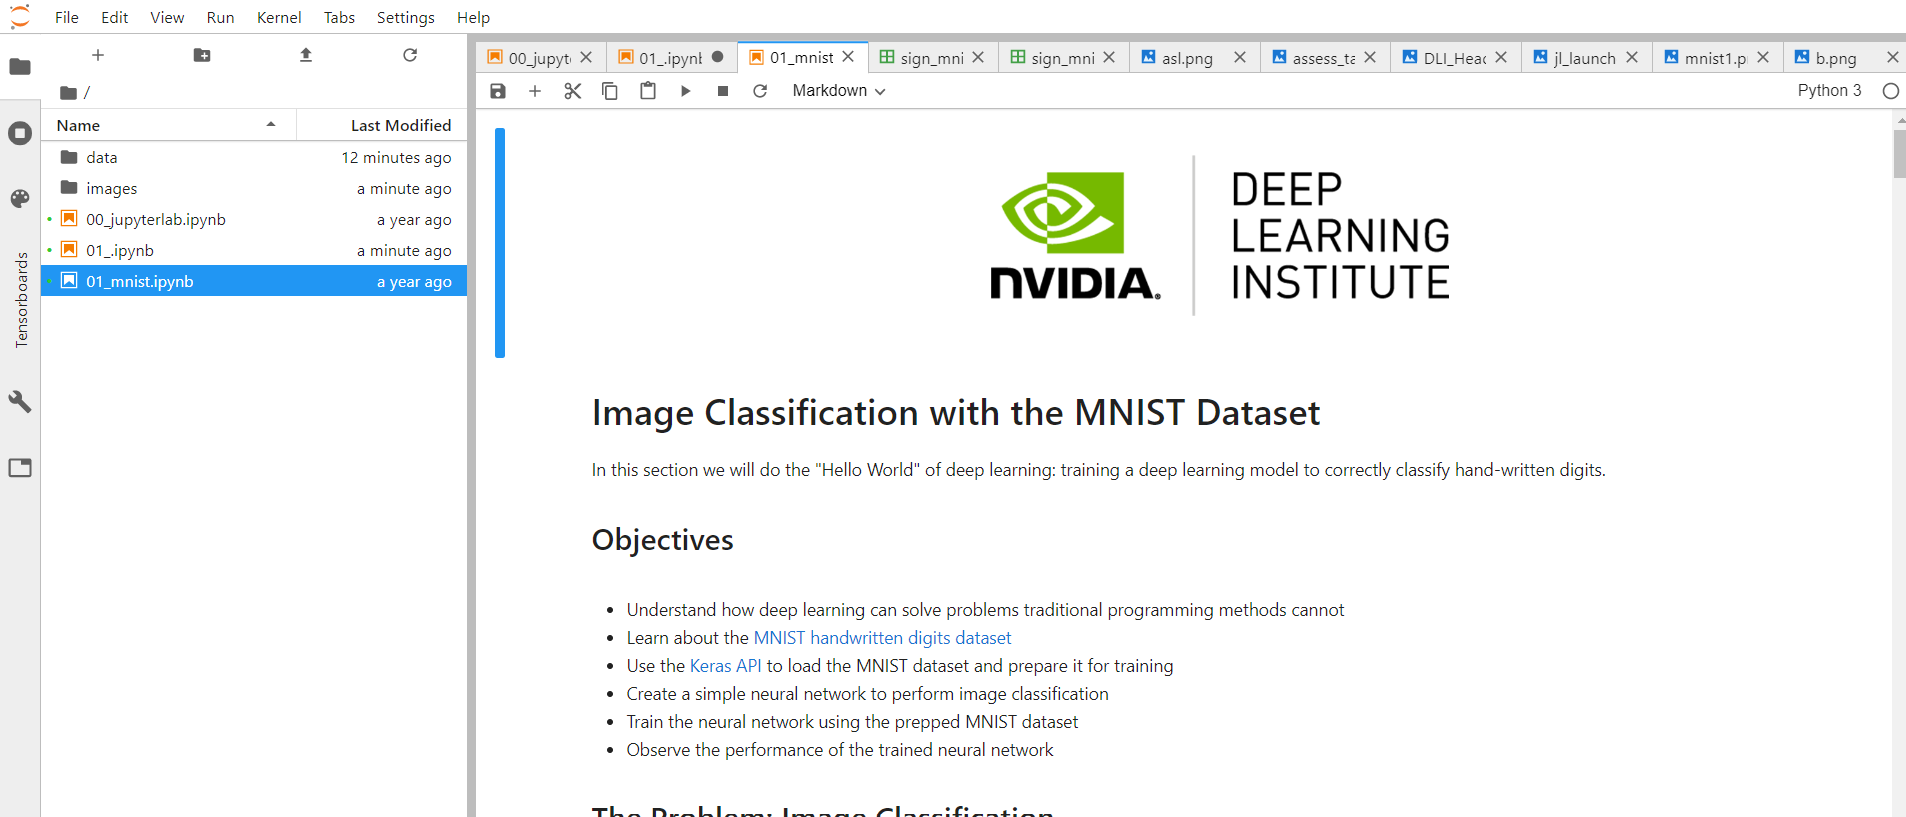 File Edit View Run Kernel Tabs Settings Help
00_jupyt 01_.ipynb 01_mnist sign_mni sign_mni asl.png assess_ta DLI_Head jl_launch mnist1.p b.png
Markdown Python 3
/
Name Last Modified
data 12 minutes ago
images a minute ago
00_jupyterlab.ipynb a year ago
01_.ipynb a minute ago
01_mnist.ipynb a year ago
Tensorboards
NVIDIA.
DEEP
LEARNING
INSTITUTE
Image Classification with the MNIST Dataset
In this section we will do the "Hello World" of deep learning: training a deep learning model to correctly classify hand-written digits.
Objectives
• Understand how deep learning can solve problems traditional programming methods cannot
• Learn about the MNIST handwritten digits dataset
• Use the Keras API to load the MNIST dataset and prepare it for training
• Create a simple neural network to perform image classification
• Train the neural network using the prepped MNIST dataset
• Observe the performance of the trained neural network
The Problem: Image Classification